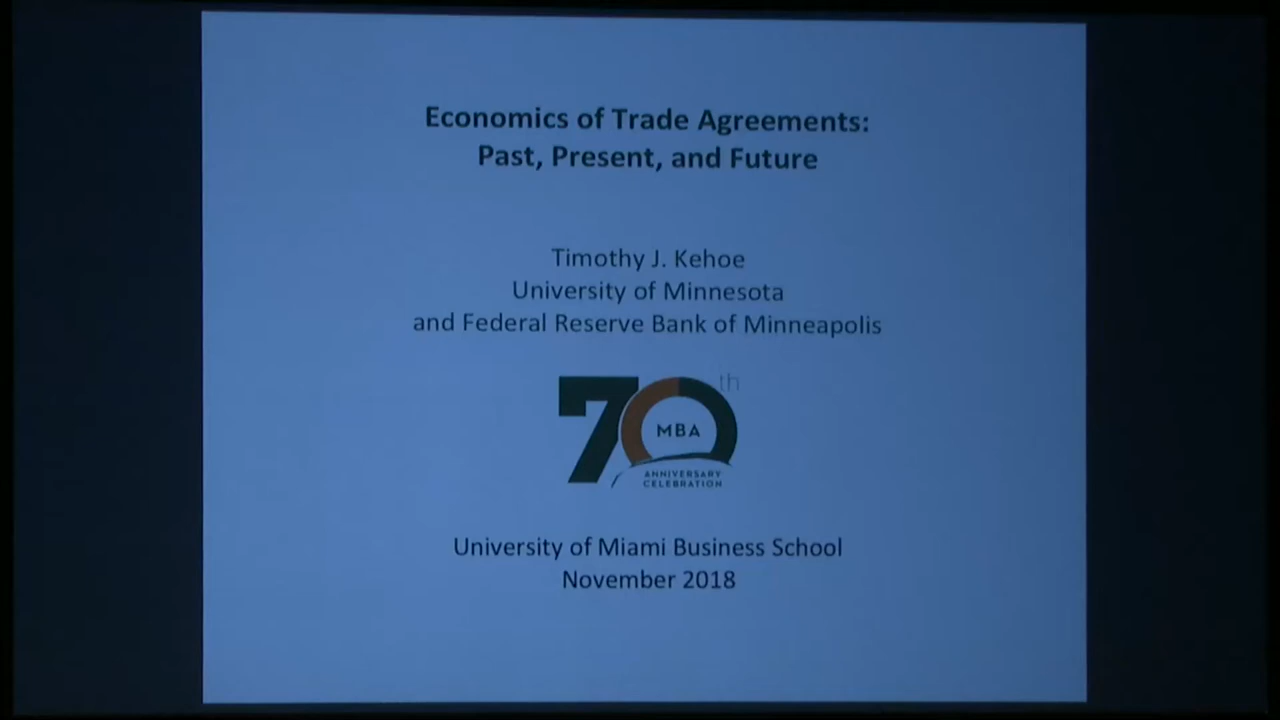 Economics of Trade Agreements:
Past, Present, and Future
Timothy J. Kehoe
University of Minnesota
and Federal Reserve Bank of Minneapolis
70th
MBA
ANNIVERSARY
CELEBRATION
University of Miami Business School
November 2018